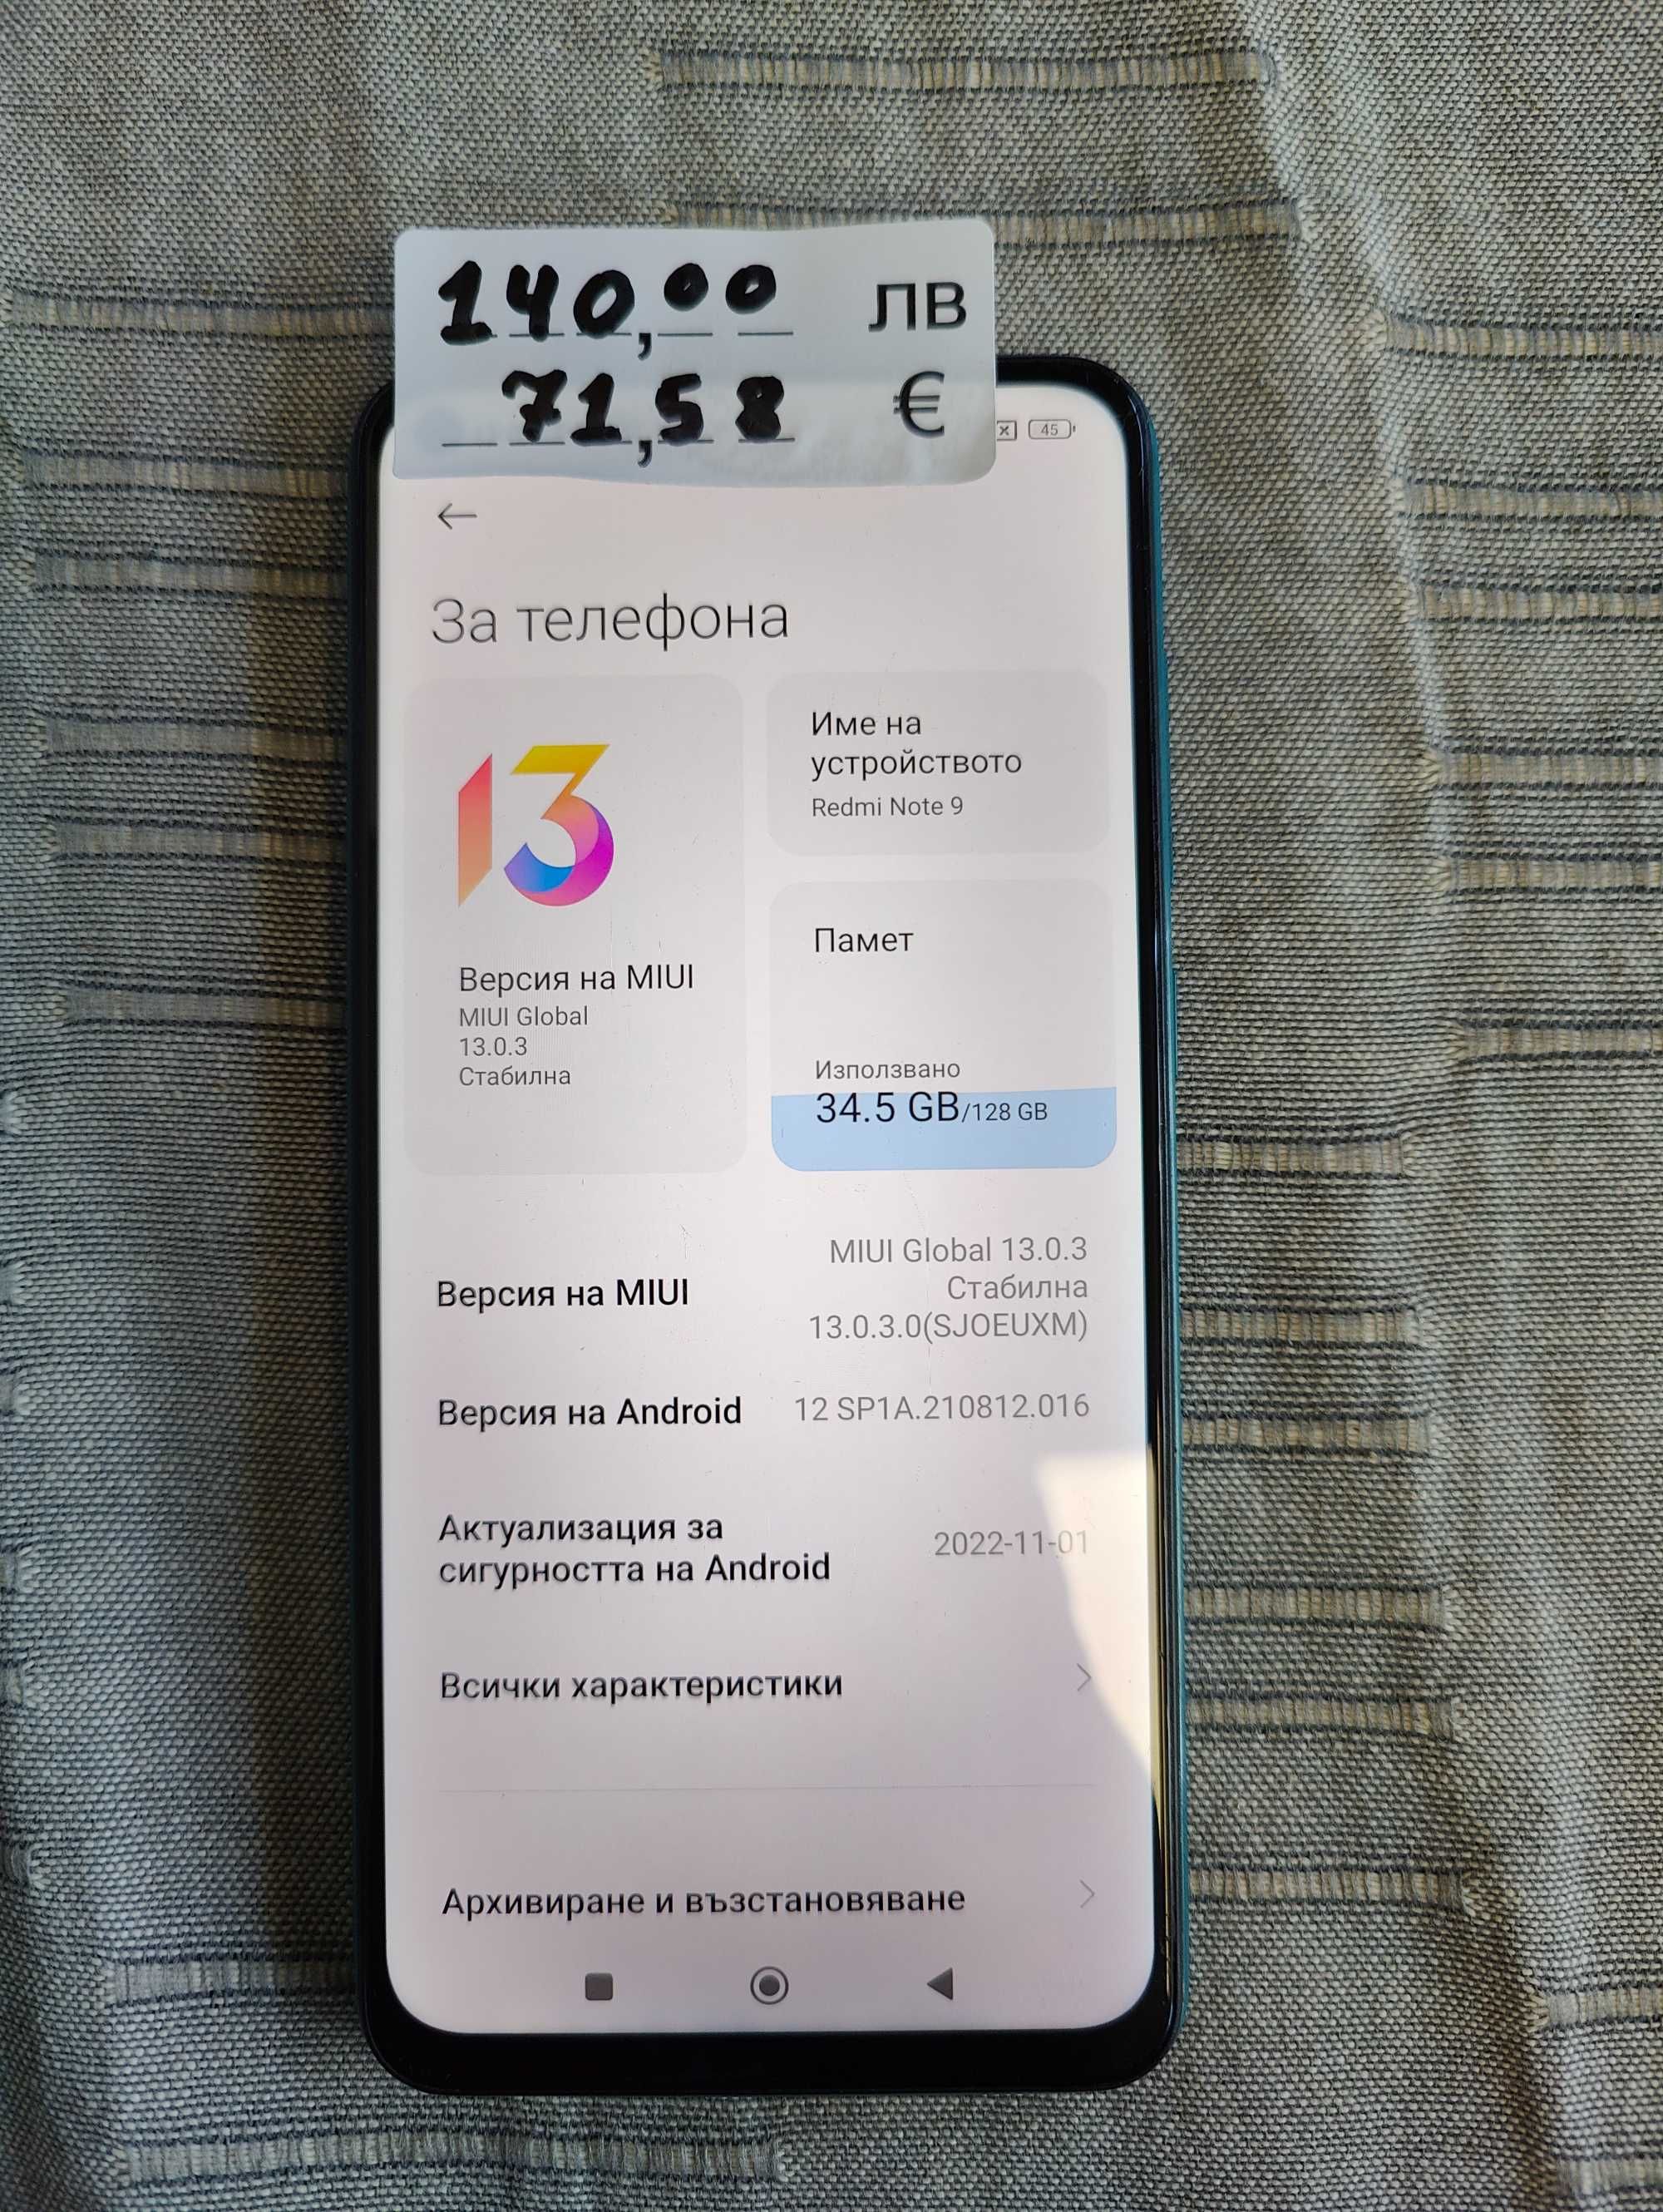 140,00 лв
71,58 €
45
За телефона
13
Версия на MIUI
MIUI Global
13.0.3
Стабилна
Име на
устройството
Redmi Note 9
Памет
Използвано
34.5 GB/128 GB
Версия на MIUI
MIUI Global 13.0.3
Стабилна
13.0.3.0(SJOEUXM)
Версия на Android
12 SP1A.210812.016
Актуализация за
сигурността на Android
2022-11-01
Всички характеристики
Архивиране и възстановяване